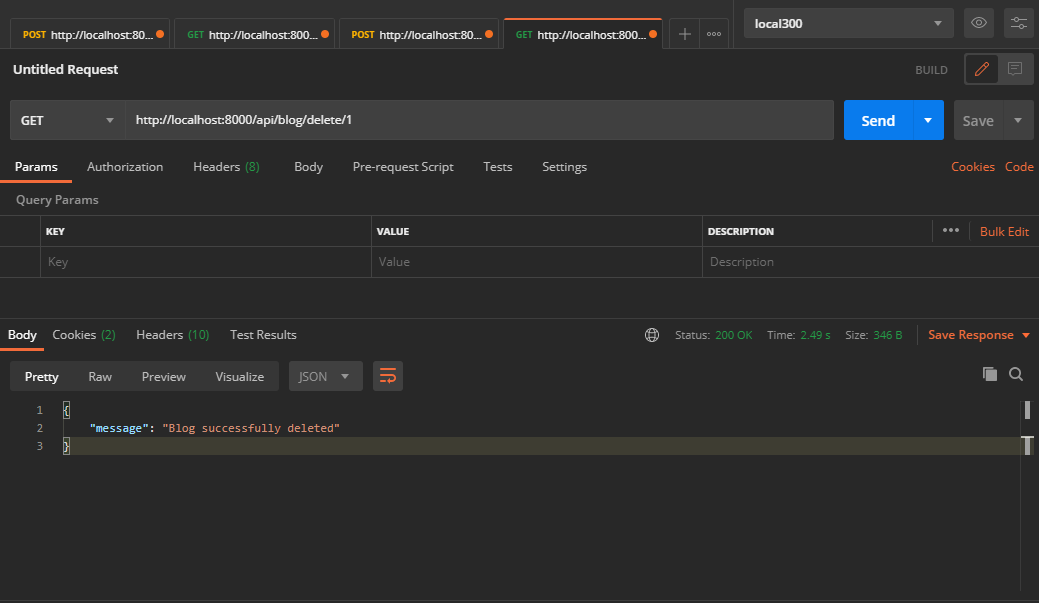 POST http://localhost:80... GET http://localhost:800... POST http://localhost:80... GET http://localhost:800... local300
Untitled Request BUILD
GET http://localhost:8000/api/blog/delete/1 Send Save
Params Authorization Headers (8) Body Pre-request Script Tests Settings Cookies Code
Query Params
KEY VALUE DESCRIPTION Bulk Edit
Key Value Description
Body Cookies (2) Headers (10) Test Results Status: 200 OK Time: 2.49 s Size: 346 B Save Response
Pretty Raw Preview Visualize JSON
1 {
2 "message": "Blog successfully deleted"
3 }